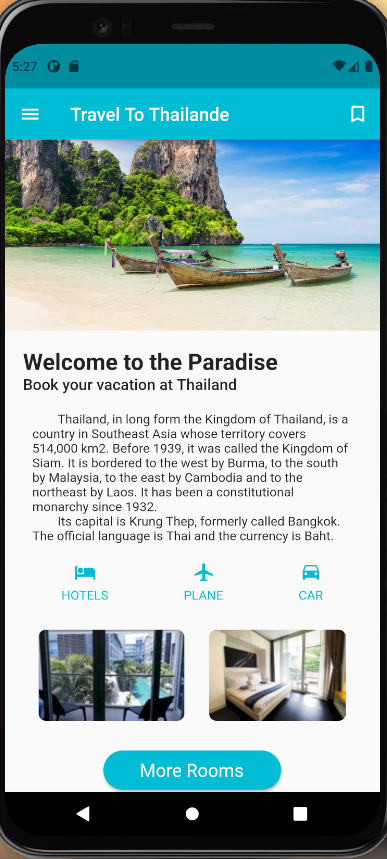 5:27
Travel To Thailande
Welcome to the Paradise
Book your vacation at Thailand
Thailand, in long form the Kingdom of Thailand, is a
country in Southeast Asia whose territory covers
514,000 km2. Before 1939, it was called the Kingdom of
Siam. It is bordered to the west by Burma, to the south
by Malaysia, to the east by Cambodia and to the
northeast by Laos. It has been a constitutional
monarchy since 1932.
Its capital is Krung Thep, formerly called Bangkok.
The official language is Thai and the currency is Baht.
HOTELS PLANE CAR
More Rooms